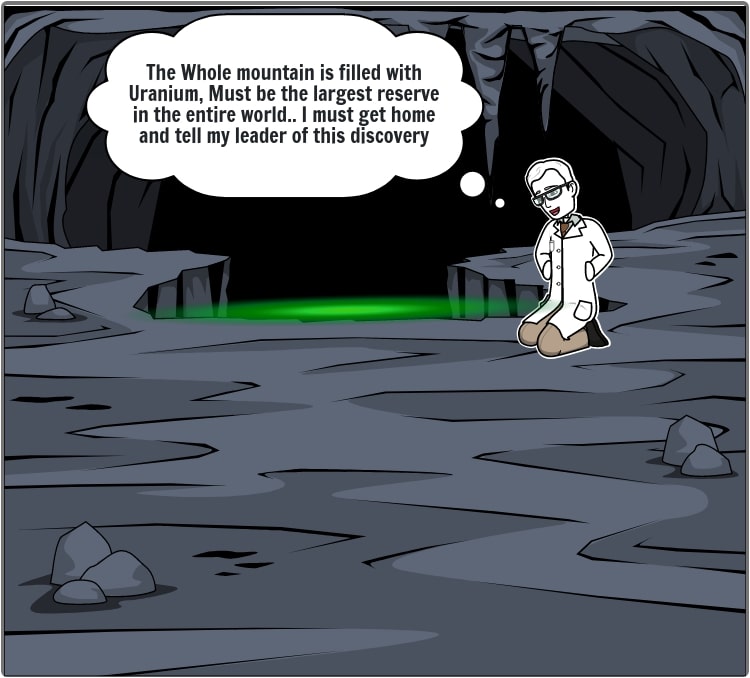 The Whole mountain is filled with
Uranium, Must be the largest reserve
in the entire world.. I must get home
and tell my leader of this discovery